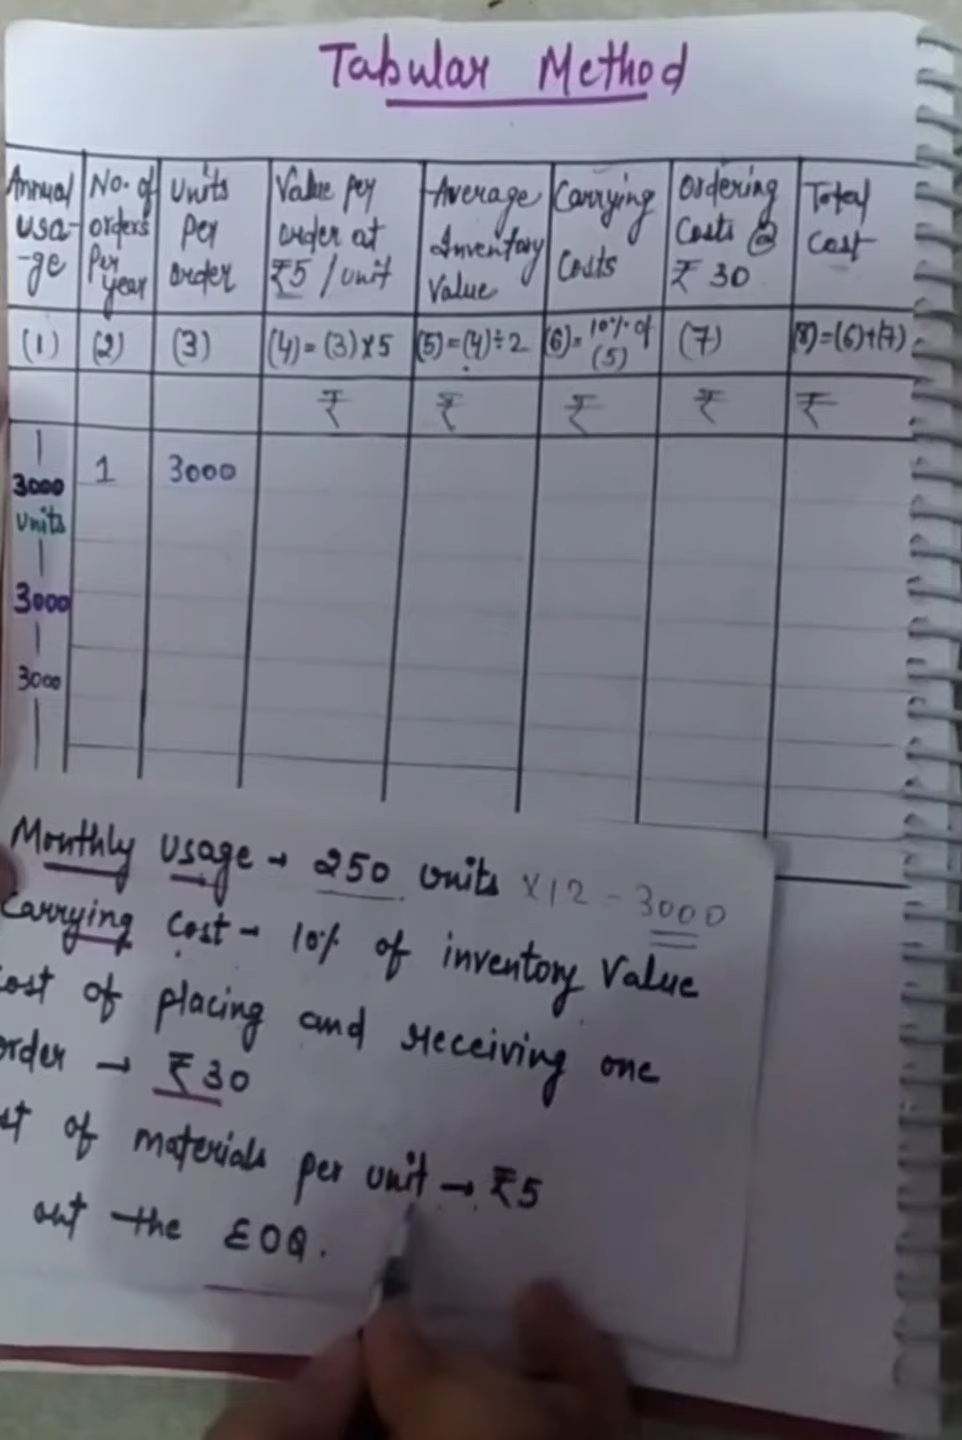 Tabular Method
Annual usa-ge
No. of orders per year
Units per order
Value per order at ₹5 / unit
Average Inventory Value
Carrying Costs
Ordering Costs @ ₹ 30
Total Cost
(1) (2) (3) (4) = (3) x 5 (5) = (4) ÷ 2 (6) = 10% of (5) (7) (8) = (6) + (7)
₹ ₹ ₹ ₹ ₹
3000 1 3000
units
3000
3000
Monthly usage → 250 units x 12 - 3000
Carrying Cost - 10% of inventory Value
Cost of placing and receiving one
order → ₹30
st of materials per unit → ₹5
out the EOQ.